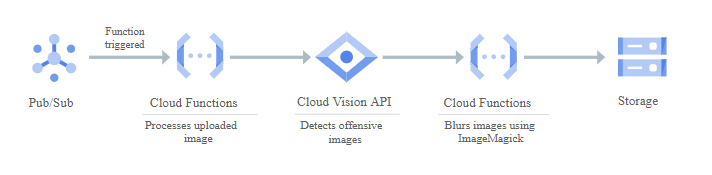 Function
triggered
Pub/Sub
Cloud Functions
Processes uploaded
image
Cloud Vision API
Detects offensive
images
Cloud Functions
Blurs images using
ImageMagick
Storage